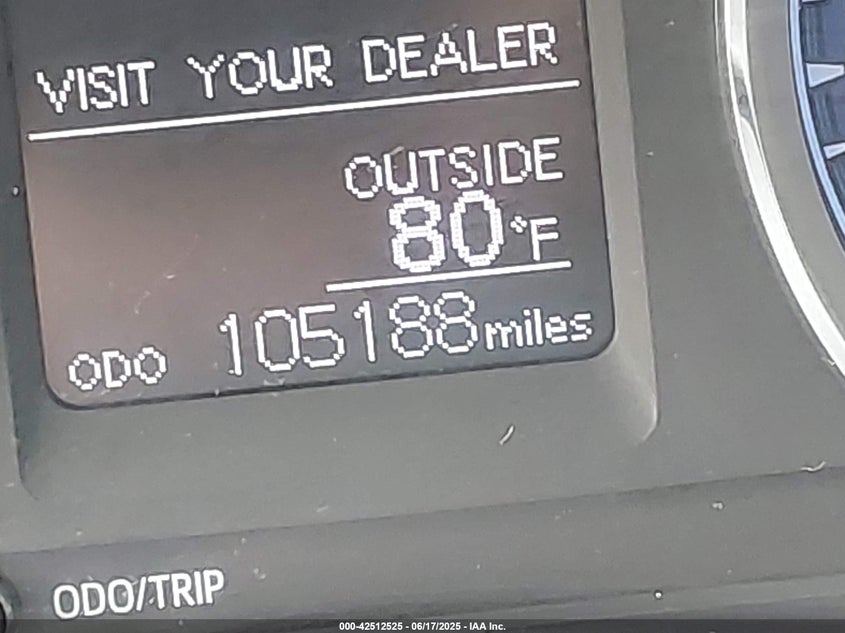 VISIT YOUR DEALER
OUTSIDE
80°F
ODO 105188 miles
ODO/TRIP
000-42512525 - 06/17/2025 - IAA Inc.